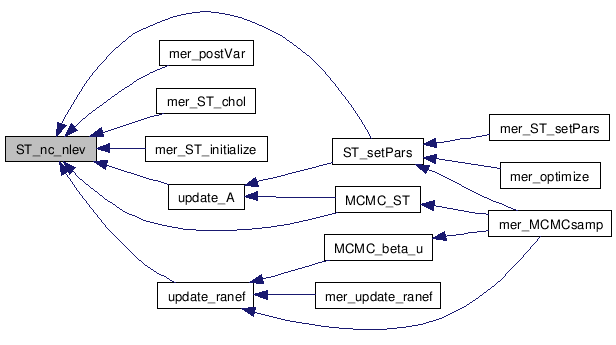 mer_postVar
mer_ST_chol
mer_ST_setPars
ST_nc_nlev
mer_ST_initialize
ST_setPars
mer_optimize
update_A
MCMC_ST
mer_MCMCsamp
MCMC_beta_u
update_ranef
mer_update_ranef